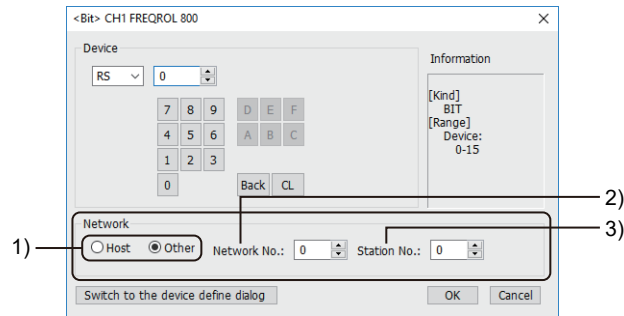 <Bit> CH1 FREQROL 800
Device
RS 0
7 8 9 D E F
4 5 6 A B C
1 2 3
0 Back CL
Information
[Kind]
BIT
[Range]
Device:
0-15
Network
1) Host Other Network No.: 0 Station No.: 0
2)
3)
Switch to the device define dialog OK Cancel